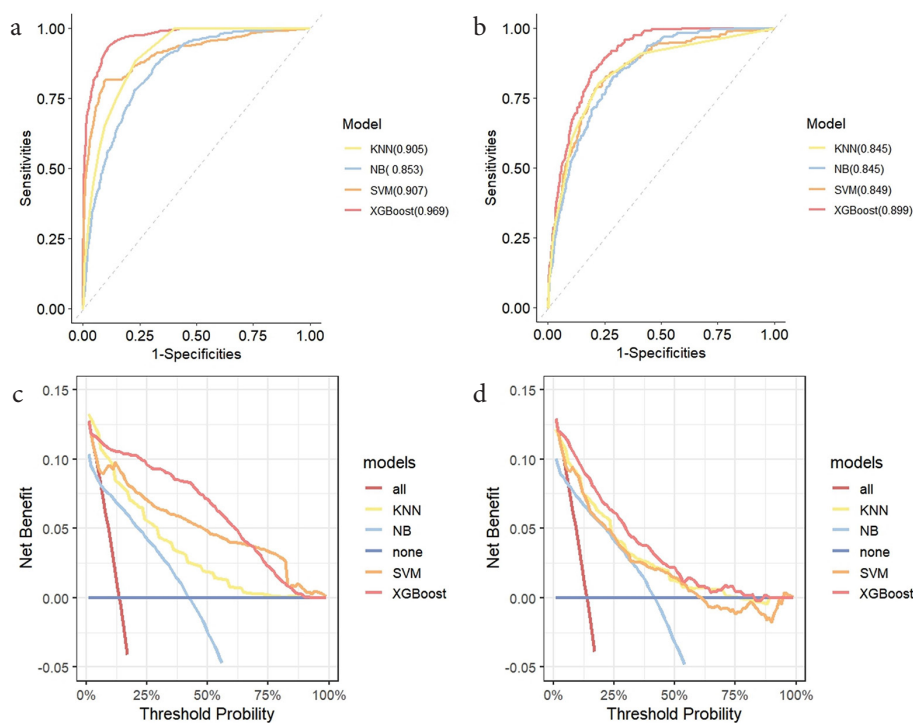 a
1.00
0.75
0.50
0.25
0.00
Sensitivities
0.00 0.25 0.50 0.75 1.00
1-Specificities
Model
KNN(0.905)
NB( 0.853)
SVM(0.907)
XGBoost(0.969)
b
1.00
0.75
0.50
0.25
0.00
Sensitivities
0.00 0.25 0.50 0.75 1.00
1-Specificities
Model
KNN(0.845)
NB(0.845)
SVM(0.849)
XGBoost(0.899)
c
0.15
0.10
0.05
0.00
-0.05
Net Benefit
0% 25% 50% 75% 100%
Threshold Probility
models
all
KNN
NB
none
SVM
XGBoost
d
0.15
0.10
0.05
0.00
-0.05
Net Benefit
0% 25% 50% 75% 100%
Threshold Probility
models
all
KNN
NB
none
SVM
XGBoost